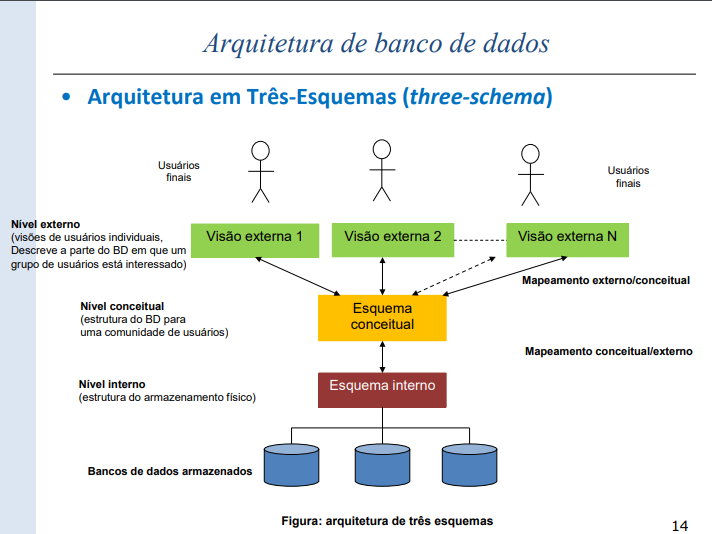 Arquitetura de banco de dados
• Arquitetura em Três-Esquemas (three-schema)
Usuários
finais
Usuários
finais
Nível externo
(visões de usuários individuais,
Descreve a parte do BD em que um
grupo de usuários está interessado)
Visão externa 1
Visão externa 2
Visão externa N
Mapeamento externo/conceitual
Nível conceitual
(estrutura do BD para
uma comunidade de usuários)
Esquema
conceitual
Mapeamento conceitual/externo
Nível interno
(estrutura do armazenamento físico)
Esquema interno
Bancos de dados armazenados
Figura: arquitetura de três esquemas
14